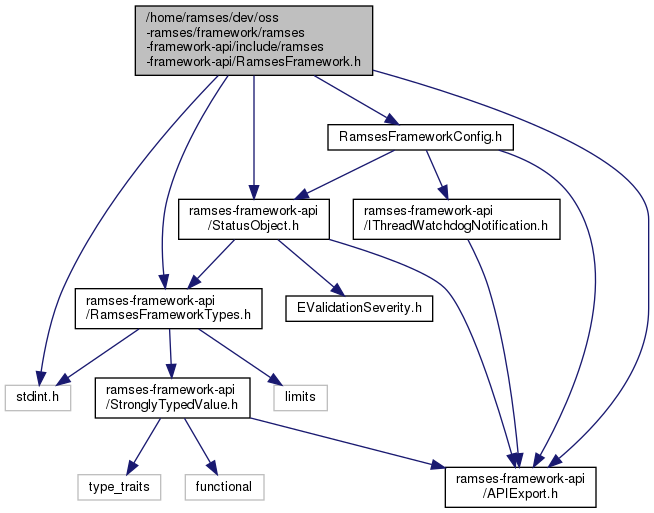 /home/ramses/dev/oss
-ramses/framework/ramses
-framework-api/include/ramses
-framework-api/RamsesFramework.h
RamsesFrameworkConfig.h
ramses-framework-api
/StatusObject.h
ramses-framework-api
/IThreadWatchdogNotification.h
ramses-framework-api
/RamsesFrameworkTypes.h
EValidationSeverity.h
stdint.h
ramses-framework-api
/StronglyTypedValue.h
limits
type_traits
functional
ramses-framework-api
/APIExport.h